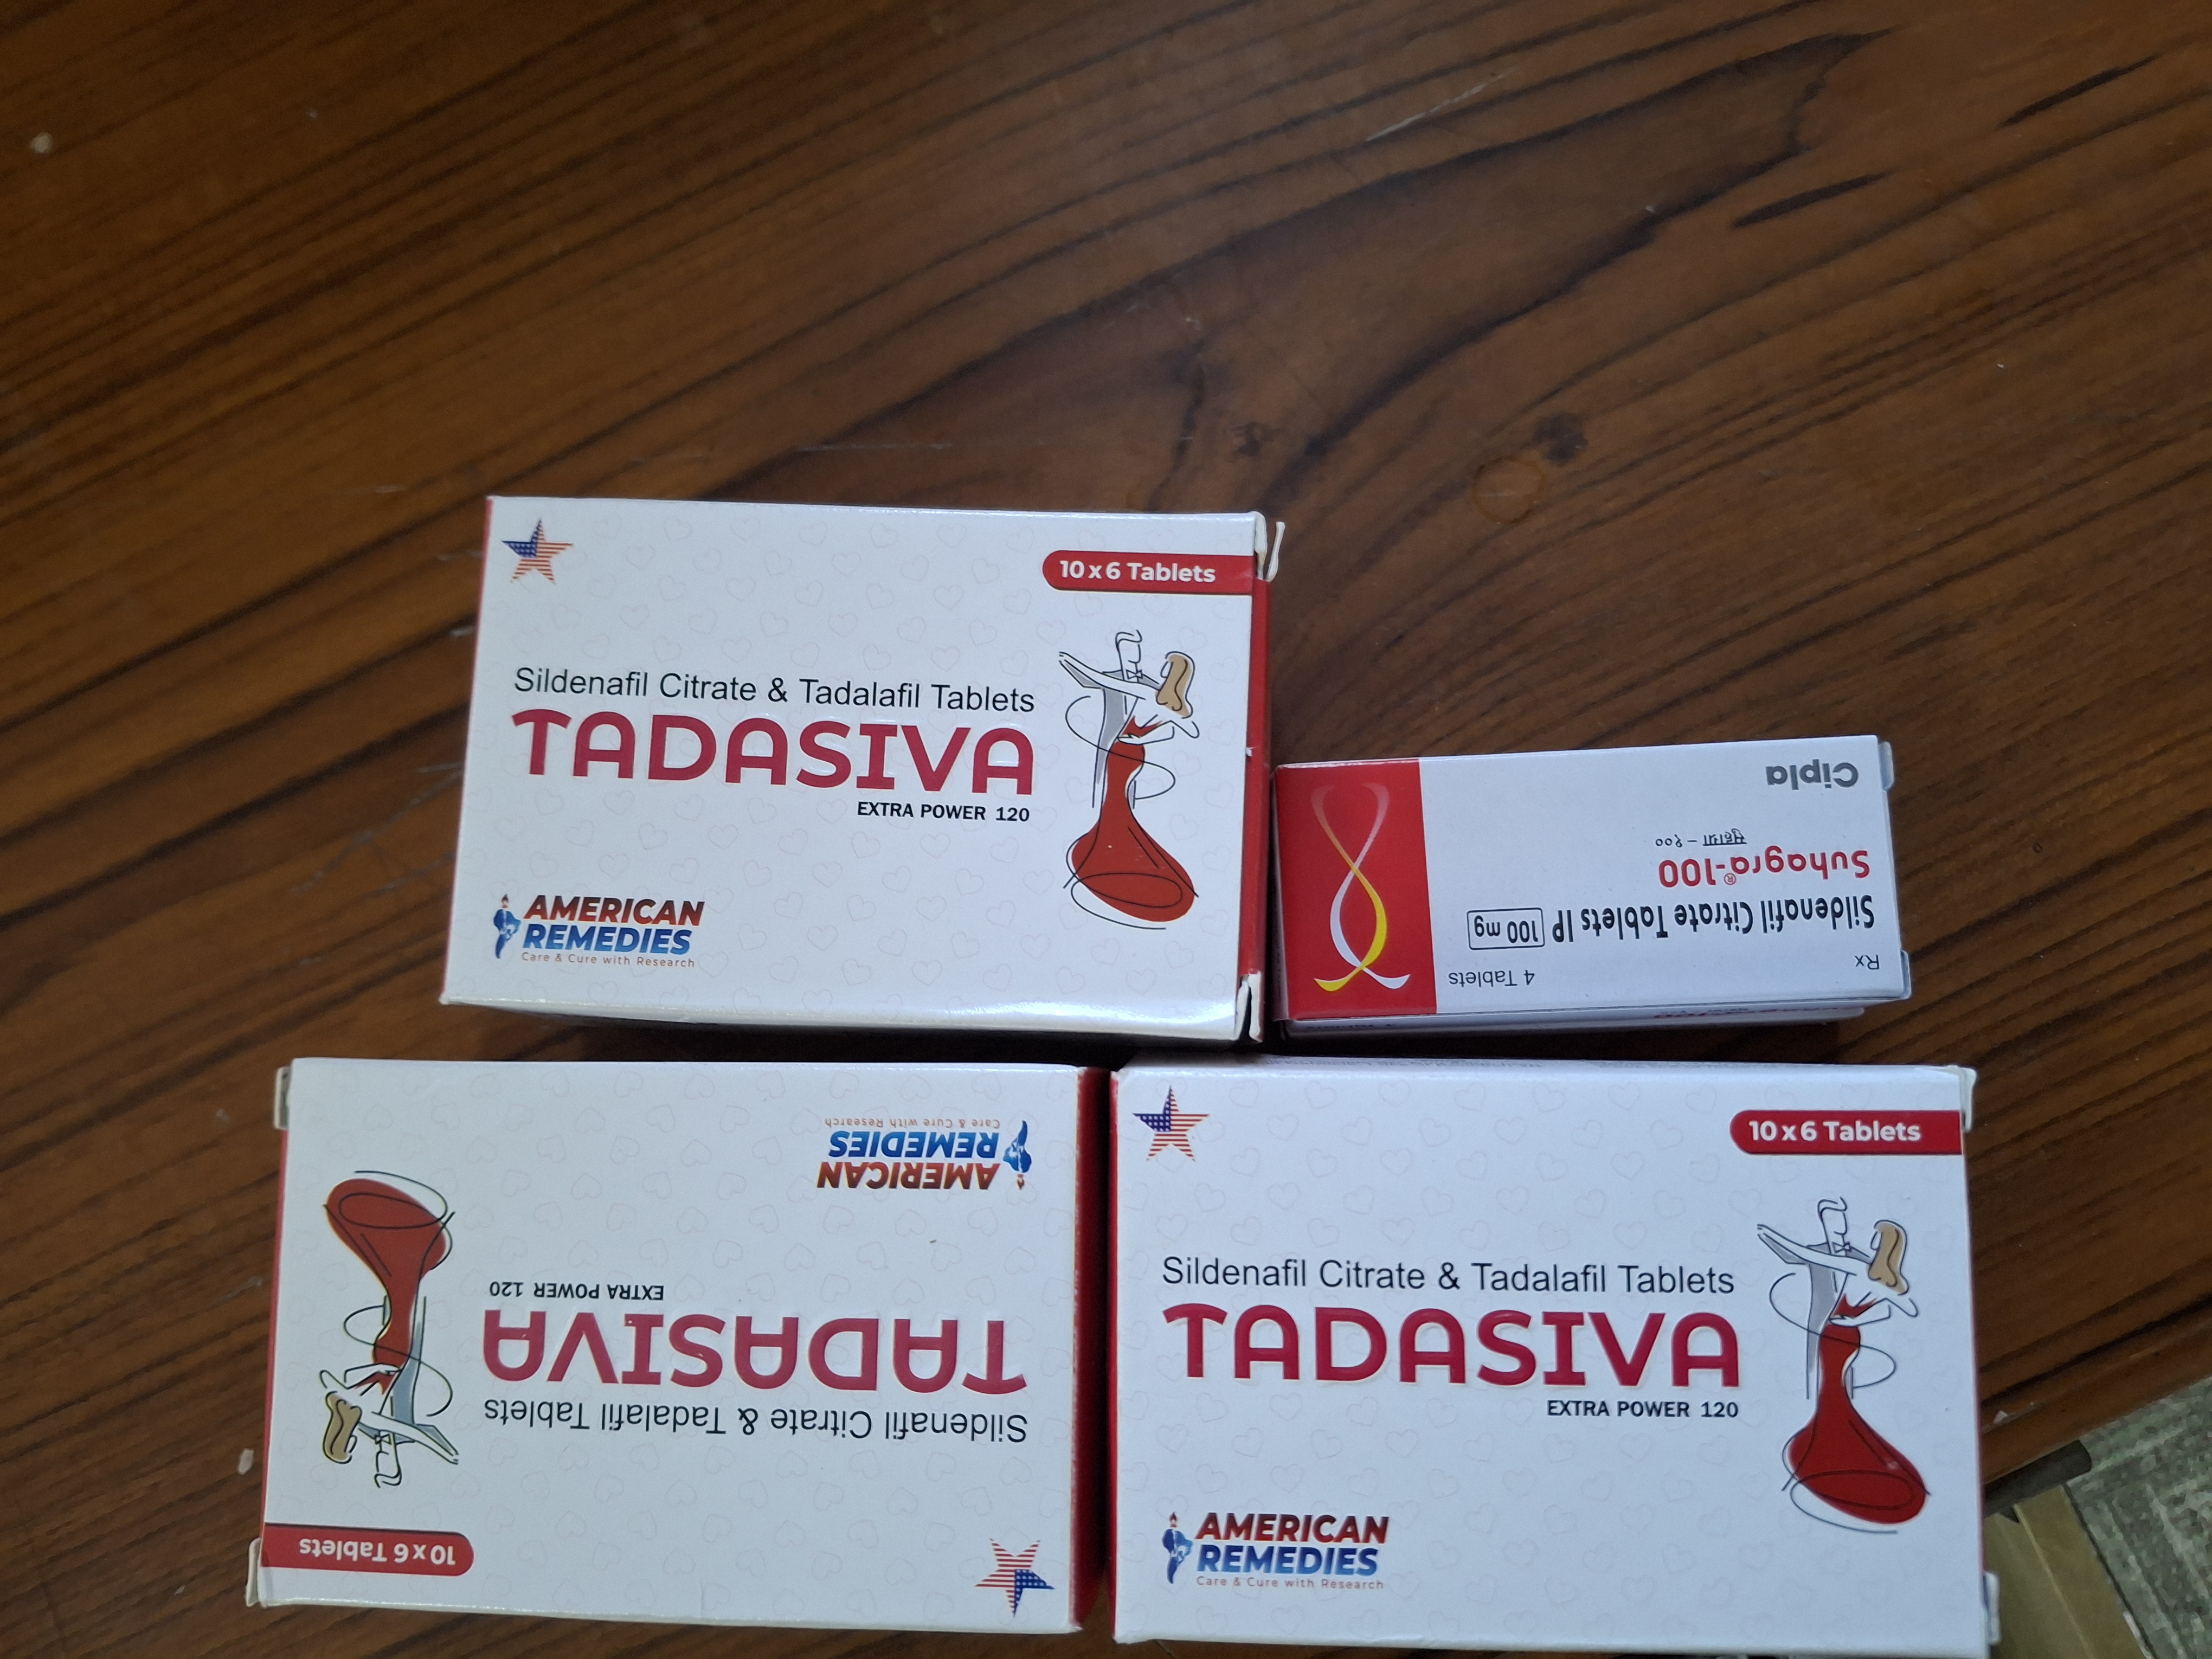 10 x 6 Tablets
Sildenafil Citrate & Tadalafil Tablets
TADASIVA
EXTRA POWER 120
AMERICAN
REMEDIES
Care & Cure with Research
Rx
4 Tablets
Sildenafil Citrate Tablets IP 100 mg
Suhagra®-100
सुहाग्रा – १००
Cipla
10 x 6 Tablets
Sildenafil Citrate & Tadalafil Tablets
TADASIVA
EXTRA POWER 120
AMERICAN
REMEDIES
Care & Cure with Research
10 x 6 Tablets
Sildenafil Citrate & Tadalafil Tablets
TADASIVA
EXTRA POWER 120
AMERICAN
REMEDIES
Care & Cure with Research